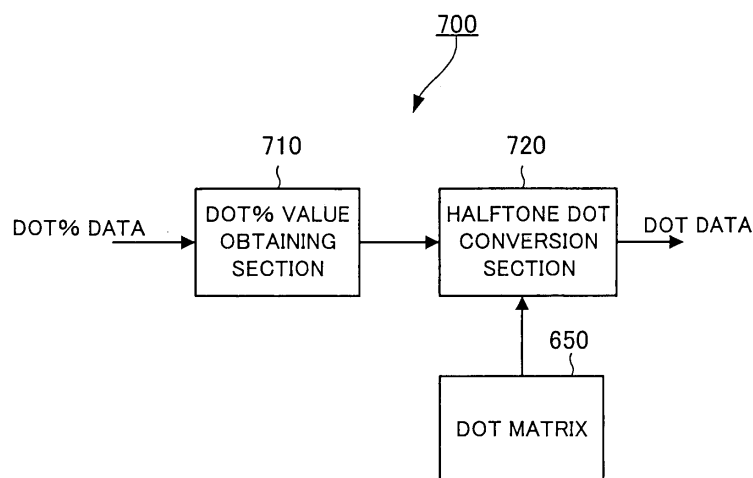 700
710
720
DOT% DATA
DOT% VALUE
OBTAINING
SECTION
HALFTONE DOT
CONVERSION
SECTION
DOT DATA
650
DOT MATRIX